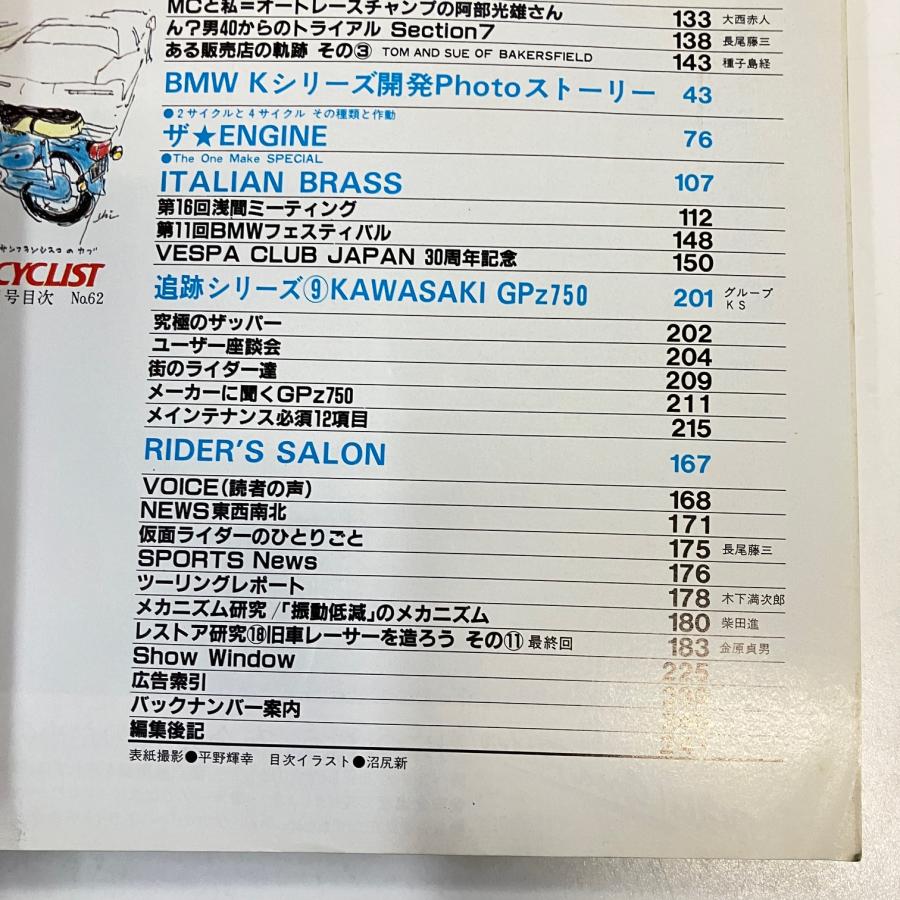 MCと私=オートレースチャンプの阿部光雄さん 133 大西赤人
ん?男40からのトライアル Section7 138 長尾藤三
ある販売店の軌跡 その③ TOM AND SUE OF BAKERSFIELD 143 種子島経
BMW Kシリーズ開発Photoストーリー 43
●2サイクルと4サイクル その種類と作動
ザ★ENGINE 76
●The One Make SPECIAL
ITALIAN BRASS 107
第16回浅間ミーティング 112
第11回BMWフェスティバル 148
VESPA CLUB JAPAN 30周年記念 150
追跡シリーズ⑨KAWASAKI GPz750 201 グループKS
究極のザッパー 202
ユーザー座談会 204
街のライダー達 209
メーカーに聞くGPz750 211
メインテナンス必須12項目 215
RIDER'S SALON 167
VOICE(読者の声) 168
NEWS東西南北 171
仮面ライダーのひとりごと 175 長尾藤三
SPORTS News 176
ツーリングレポート 178 木下満次郎
メカニズム研究/「振動低減」のメカニズム 180 柴田進
レストア研究⑱旧車レーサーを造ろう その⑪ 最終回 183 金原貞男
Show Window 225
広告索引
バックナンバー案内
編集後記
表紙撮影●平野輝幸 目次イラスト●沼尻新
サンフランシスコのカブ
CYCLIST
号目次 No.62